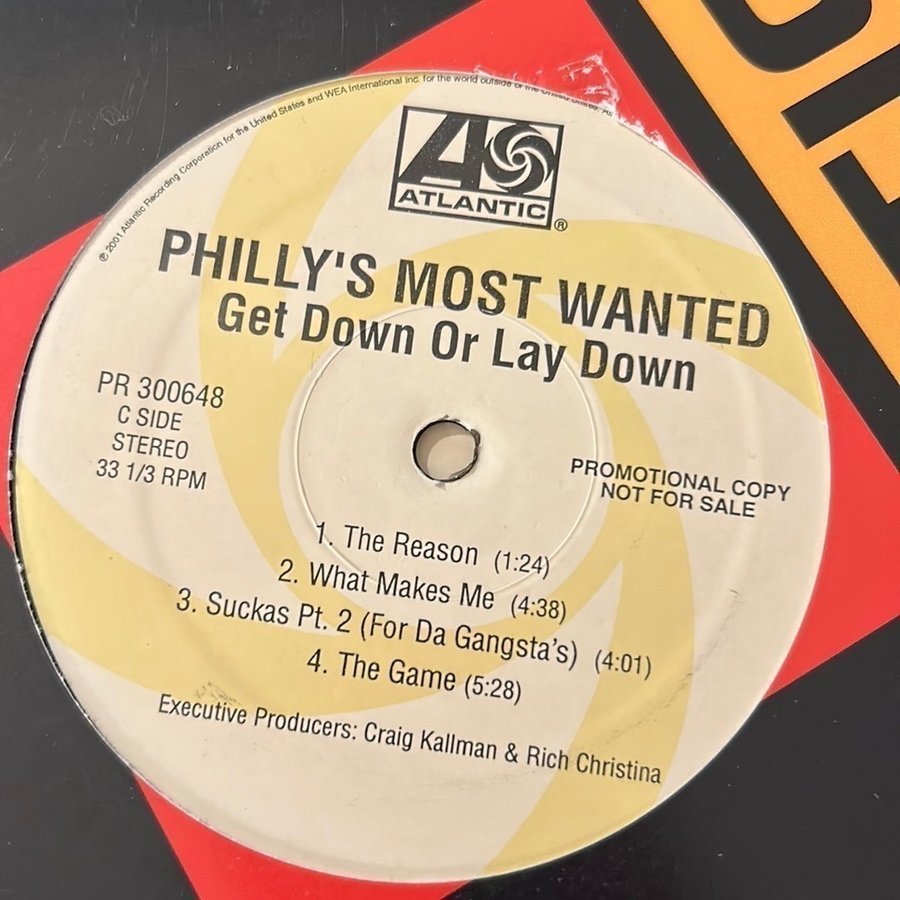 ℗2001 Atlantic Recording Corporation for the United States and WEA International Inc. for the world outside of the United States. All
ATLANTIC
®
PHILLY'S MOST WANTED
Get Down Or Lay Down
PR 300648
C SIDE
STEREO
33 1/3 RPM
PROMOTIONAL COPY
NOT FOR SALE
1. The Reason (1:24)
2. What Makes Me (4:38)
3. Suckas Pt. 2 (For Da Gangsta's) (4:01)
4. The Game (5:28)
Executive Producers: Craig Kallman & Rich Christina